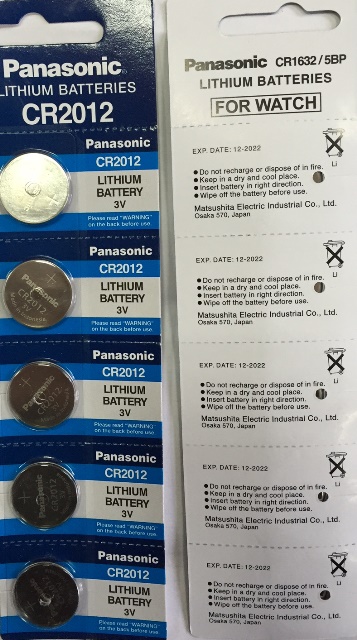 Panasonic
LITHIUM BATTERIES
CR2012
Panasonic
CR2012
LITHIUM
BATTERY
3V
Please read "WARNING"
on the back before use.
Panasonic
CR2012
Panasonic
CR2012
LITHIUM
BATTERY
3V
Please read "WARNING"
on the back before use.
Panasonic
CR2012
LITHIUM
BATTERY
3V
Please read "WARNING"
on the back before use.
Panasonic
CR2012
LITHIUM
BATTERY
3V
Please read "WARNING"
on the back before use.
Panasonic
CR2012
LITHIUM
BATTERY
3V
Please read "WARNING"
on the back before use.
Panasonic CR1632/5BP
LITHIUM BATTERIES
FOR WATCH
EXP. DATE: 12-2022
Li
● Do not recharge or dispose of in fire.
● Keep in a dry and cool place.
● Insert battery in right direction.
● Wipe off the battery before use.
Matsushita Electric Industrial Co., Ltd.
Osaka 570, Japan
EXP. DATE: 12-2022
Li
● Do not recharge or dispose of in fire.
● Keep in a dry and cool place.
● Insert battery in right direction.
● Wipe off the battery before use.
Matsushita Electric Industrial Co., Ltd.
Osaka 570, Japan
EXP. DATE: 12-2022
Li
● Do not recharge or dispose of in fire.
● Keep in a dry and cool place.
● Insert battery in right direction.
● Wipe off the battery before use.
Matsushita Electric Industrial Co., Ltd.
Osaka 570, Japan
EXP. DATE: 12-2022
Li
● Do not recharge or dispose of in fire.
● Keep in a dry and cool place.
● Insert battery in right direction.
● Wipe off the battery before use.
Matsushita Electric Industrial Co., Ltd.
Osaka 570, Japan
EXP. DATE: 12-2022
Li
● Do not recharge or dispose of in fire.
● Keep in a dry and cool place.
● Insert battery in right direction.
● Wipe off the battery before use.
Matsushita Electric Industrial Co., Ltd.
Osaka 570, Japan